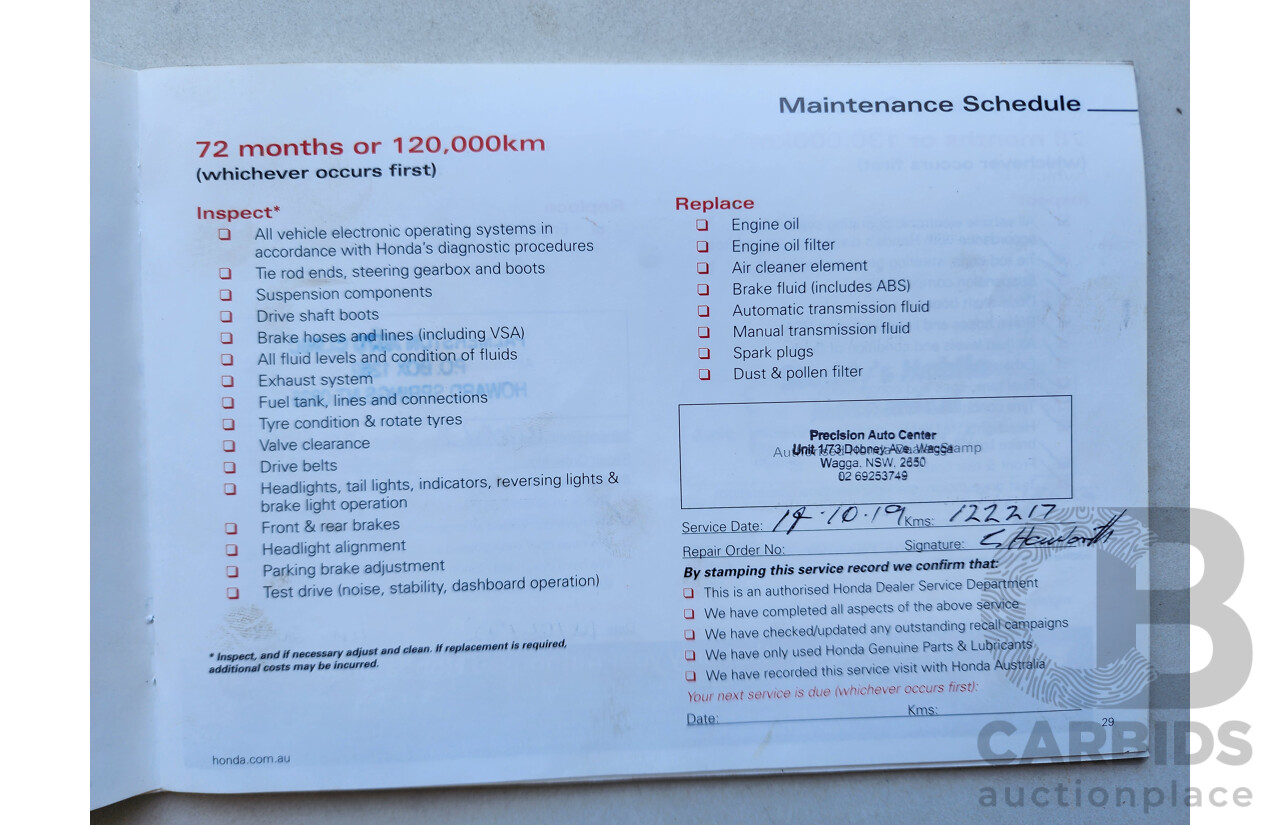 Maintenance Schedule
72 months or 120,000km
(whichever occurs first)
Inspect*
All vehicle electronic operating systems in
accordance with Honda's diagnostic procedures
Tie rod ends, steering gearbox and boots
Suspension components
Drive shaft boots
Brake hoses and lines (including VSA)
All fluid levels and condition of fluids
Exhaust system
Fuel tank, lines and connections
Tyre condition & rotate tyres
Valve clearance
Drive belts
Headlights, tail lights, indicators, reversing lights &
brake light operation
Front & rear brakes
Headlight alignment
Parking brake adjustment
Test drive (noise, stability, dashboard operation)
* Inspect, and if necessary adjust and clean. If replacement is required,
additional costs may be incurred.
honda.com.au
Replace
Engine oil
Engine oil filter
Air cleaner element
Brake fluid (includes ABS)
Automatic transmission fluid
Manual transmission fluid
Spark plugs
Dust & pollen filter
Precision Auto Center
Unit 1/73 Dobney Ave, Wagga
Wagga. NSW. 2650
02 69253749
Service Date: 14.10.19 Kms: 122217
Repair Order No: Signature:
By stamping this service record we confirm that:
This is an authorised Honda Dealer Service Department
We have completed all aspects of the above service
We have checked/updated any outstanding recall campaigns
We have only used Honda Genuine Parts & Lubricants
We have recorded this service visit with Honda Australia
Your next service is due (whichever occurs first):
Date: Kms:
29
CARBIDS
auctionplace